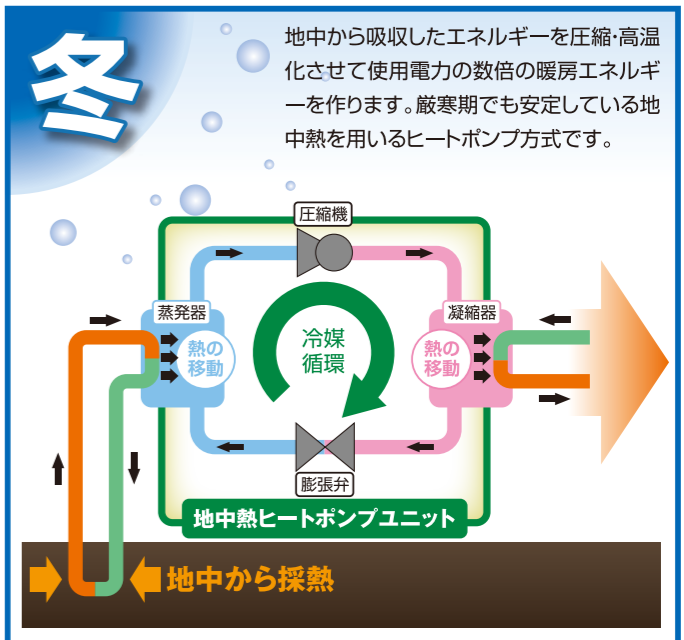 冬
地中から吸収したエネルギーを圧縮・高温
化させて使用電力の数倍の暖房エネルギ
ーを作ります。厳寒期でも安定している地
中熱を用いるヒートポンプ方式です。
圧縮機
蒸発器
凝縮器
冷媒
循環
熱の
移動
熱の
移動
膨張弁
地中熱ヒートポンプユニット
地中から採熱